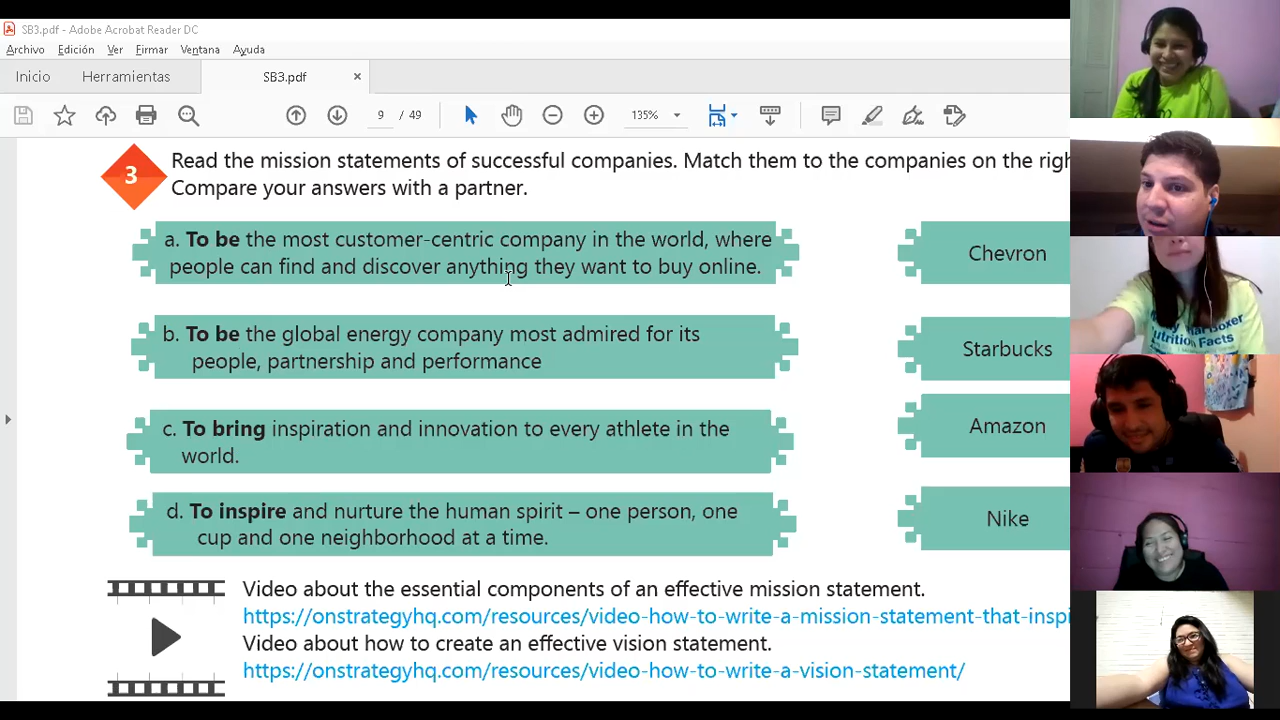 SB3.pdf - Adobe Acrobat Reader DC
Archivo Edición Ver Firmar Ventana Ayuda
Inicio Herramientas SB3.pdf ×
9 / 49 135%
3
Read the mission statements of successful companies. Match them to the companies on the righ
Compare your answers with a partner.
a. To be the most customer-centric company in the world, where
people can find and discover anything they want to buy online.
Chevron
b. To be the global energy company most admired for its
people, partnership and performance
Starbucks
c. To bring inspiration and innovation to every athlete in the
world.
Amazon
d. To inspire and nurture the human spirit – one person, one
cup and one neighborhood at a time.
Nike
Video about the essential components of an effective mission statement.
https://onstrategyhq.com/resources/video-how-to-write-a-mission-statement-that-inspi
Video about how to create an effective vision statement.
https://onstrategyhq.com/resources/video-how-to-write-a-vision-statement/
Boxer
Nutrition Facts